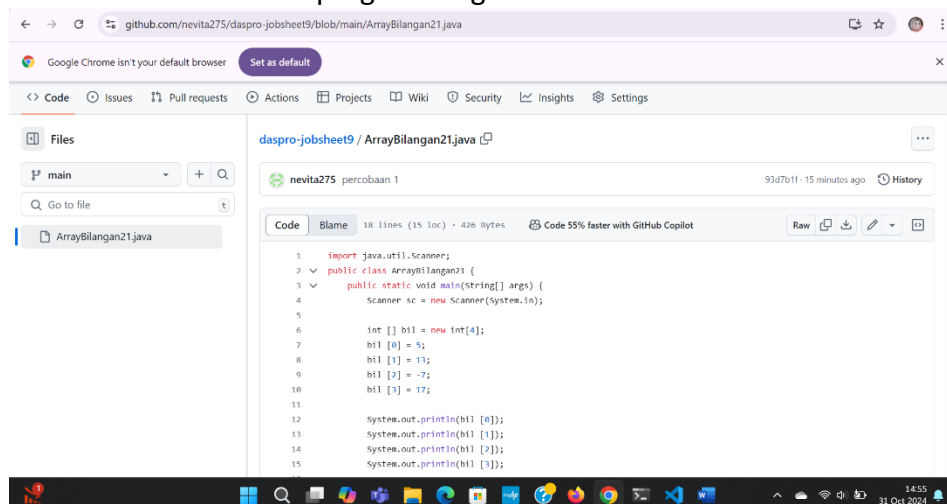 github.com/nevita275/daspro-jobsheet9/blob/main/ArrayBilangan21.java
Google Chrome isn't your default browser Set as default
Code Issues Pull requests Actions Projects Wiki Security Insights Settings
Files
main
Go to file t
ArrayBilangan21.java
daspro-jobsheet9 / ArrayBilangan21.java
nevita275 percobaan 1 93d7b1f · 15 minutes ago History
Code Blame 18 lines (15 loc) · 426 Bytes Code 55% faster with GitHub Copilot Raw
1 import java.util.Scanner;
2 public class ArrayBilangan21 {
3 public static void main(String[] args) {
4 Scanner sc = new Scanner(System.in);
5
6 int [] bil = new int[4];
7 bil [0] = 5;
8 bil [1] = 13;
9 bil [2] = -7;
10 bil [3] = 17;
11
12 System.out.println(bil [0]);
13 System.out.println(bil [1]);
14 System.out.println(bil [2]);
15 System.out.println(bil [3]);
14:55
31 Oct 2024